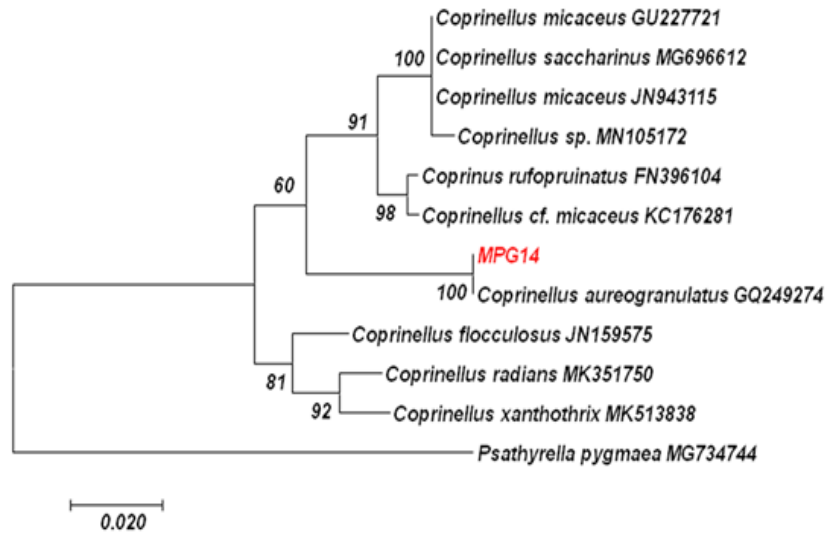 Coprinellus micaceus GU227721
Coprinellus saccharinus MG696612
100
Coprinellus micaceus JN943115
Coprinellus sp. MN105172
91
Coprinus rufopruinatus FN396104
60
98
Coprinellus cf. micaceus KC176281
MPG14
100
Coprinellus aureogranulatus GQ249274
Coprinellus flocculosus JN159575
81
Coprinellus radians MK351750
92
Coprinellus xanthothrix MK513838
Psathyrella pygmaea MG734744
0.020